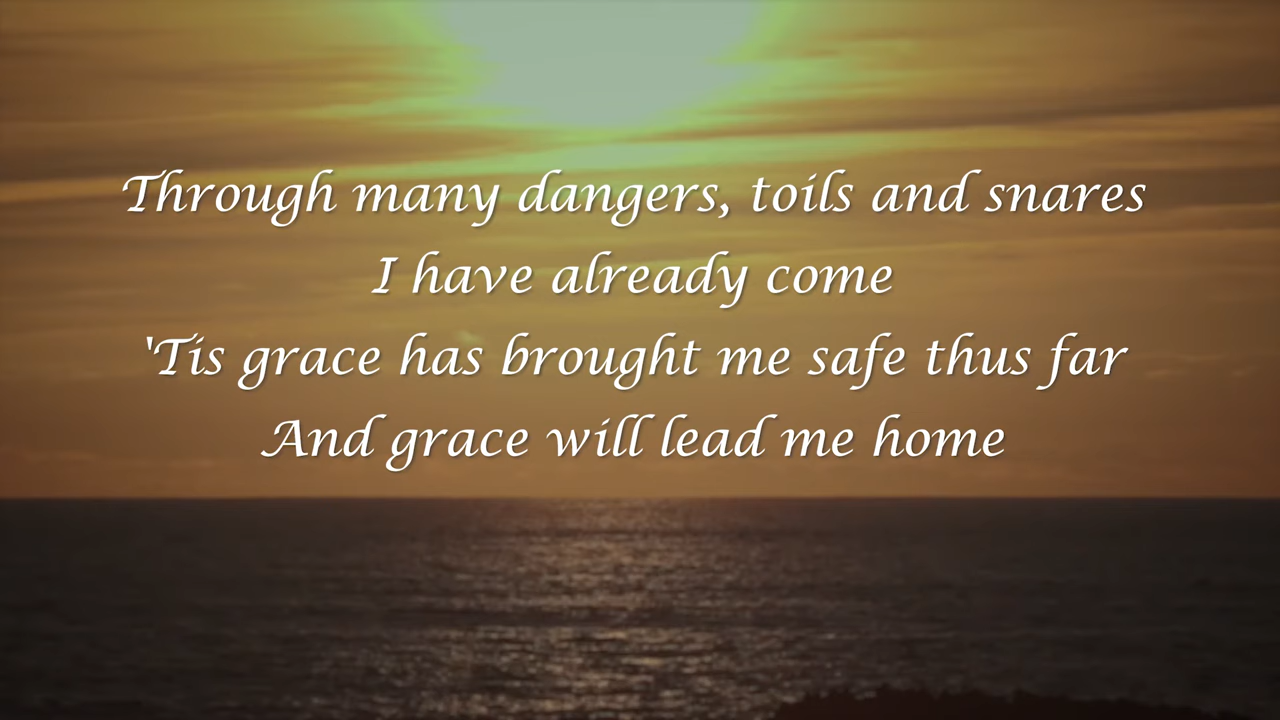 Through many dangers, toils and snares
I have already come
'Tis grace has brought me safe thus far
And grace will lead me home